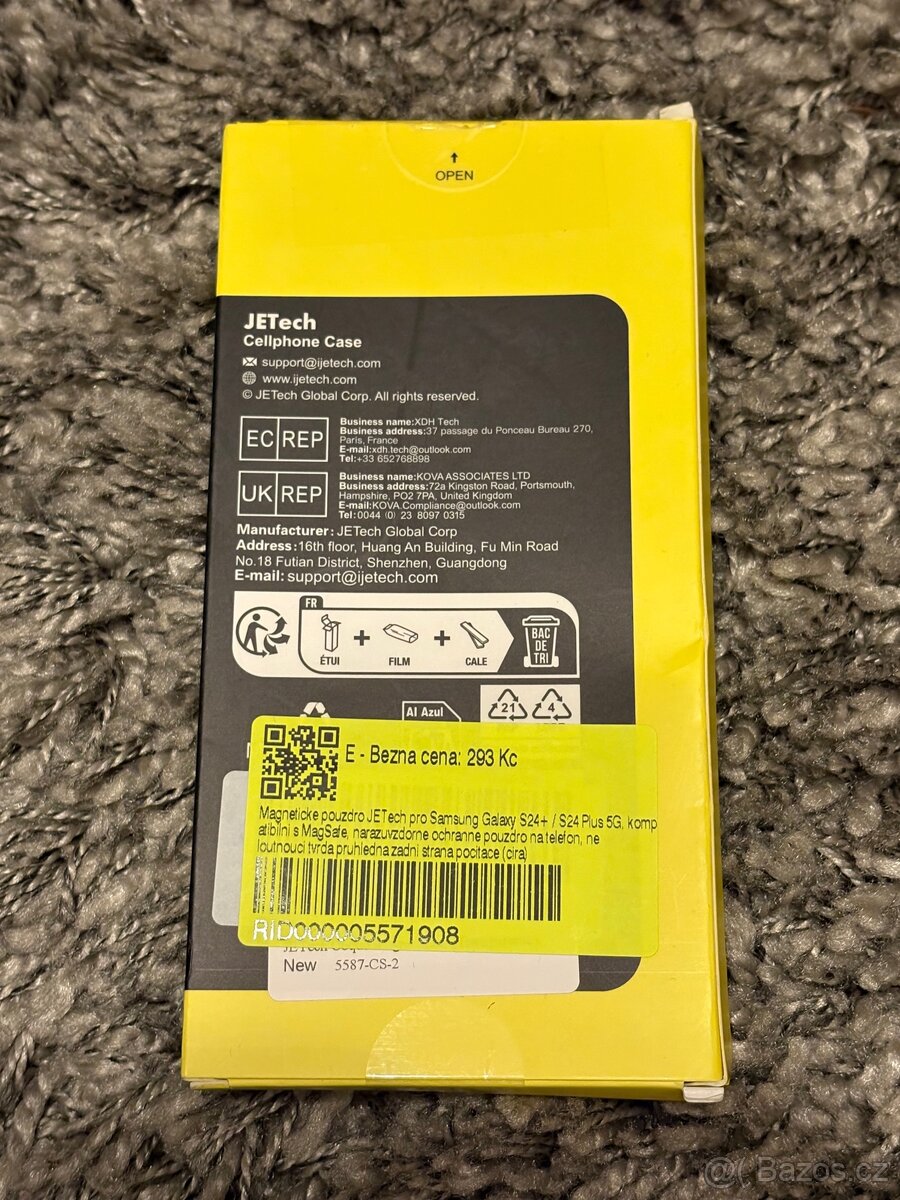 OPEN
JETech
Cellphone Case
support@ijetech.com
www.ijetech.com
© JETech Global Corp. All rights reserved.
EC REP
Business name:XDH Tech
Business address:37 passage du Ponceau Bureau 270,
Paris, France
E-mail:xdh.tech@outlook.com
Tel:+33 652768898
UK REP
Business name:KOVA ASSOCIATES LTD
Business address:72a Kingston Road, Portsmouth,
Hampshire, PO2 7PA, United Kingdom
E-mail:KOVA.Compliance@outlook.com
Tel:0044 (0) 23 8097 0315
Manufacturer: JETech Global Corp
Address:16th floor, Huang An Building, Fu Min Road
No.18 Futian District, Shenzhen, Guangdong
E-mail: support@ijetech.com
FR
ÉTUI + FILM + CALE
BAC
DE
TRI
Al Azul
21 4
E - Bezna cena: 293 Kc
Magneticke pouzdro JETech pro Samsung Galaxy S24+ / S24 Plus 5G, komp
atibilni s MagSafe, narazuvzdorne ochranne pouzdro na telefon, ne
loutnouci tvrda pruhledna zadni strana pocitace (cira)
RID000005571908
JETech
New 5587-CS-2
@( Bazos.cz